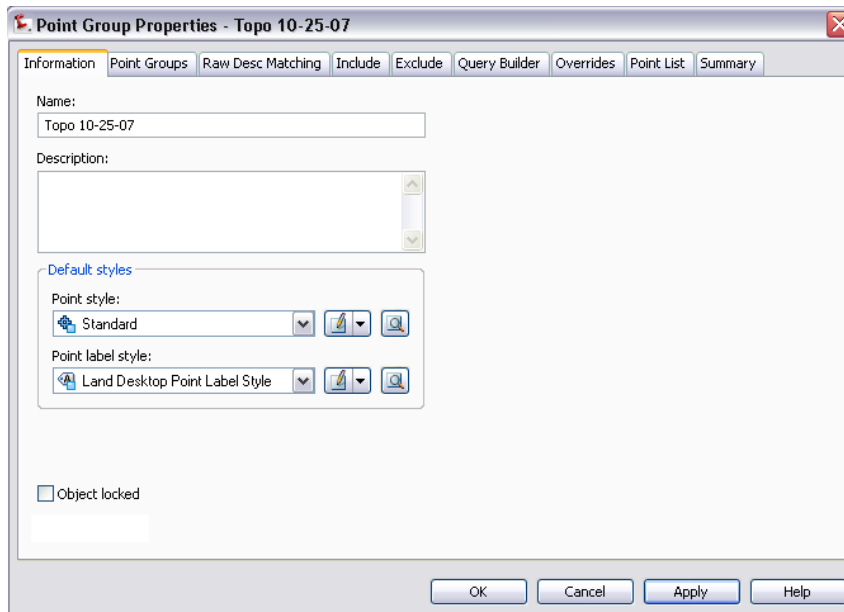 Point Group Properties - Topo 10-25-07
Information Point Groups Raw Desc Matching Include Exclude Query Builder Overrides Point List Summary
Name:
Topo 10-25-07
Description:
Default styles
Point style:
Standard
Point label style:
Land Desktop Point Label Style
Object locked
OK Cancel Apply Help